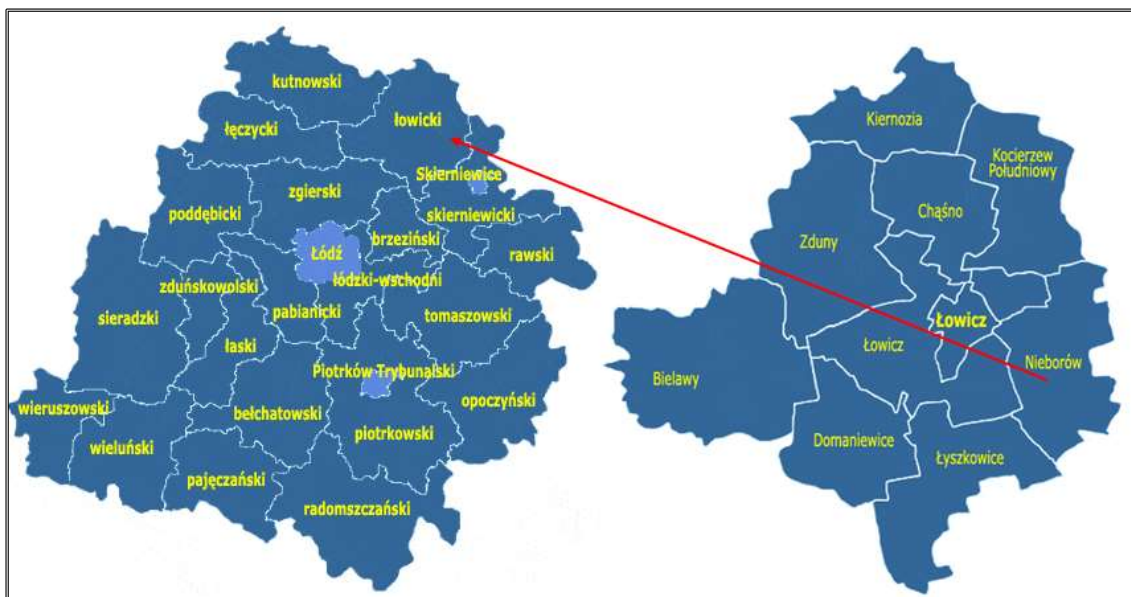 kutnowski
łowicki
łęczycki
Skierniewice
zgierski
poddębicki
skierniewicki
brzeziński
Łódź
rawski
łódzki-wschodni
zduńskowolski
pabianicki
sieradzki
tomaszowski
łaski
Piotrków Trybunalski
wieruszowski
bełchatowski
opoczyński
piotrkowski
wieluński
pajęczański
radomszczański
Kiernozia
Kocierzew
Południowy
Chąśno
Zduny
Łowicz
Łowicz
Nieborów
Bielawy
Domaniewice
Łyszkowice